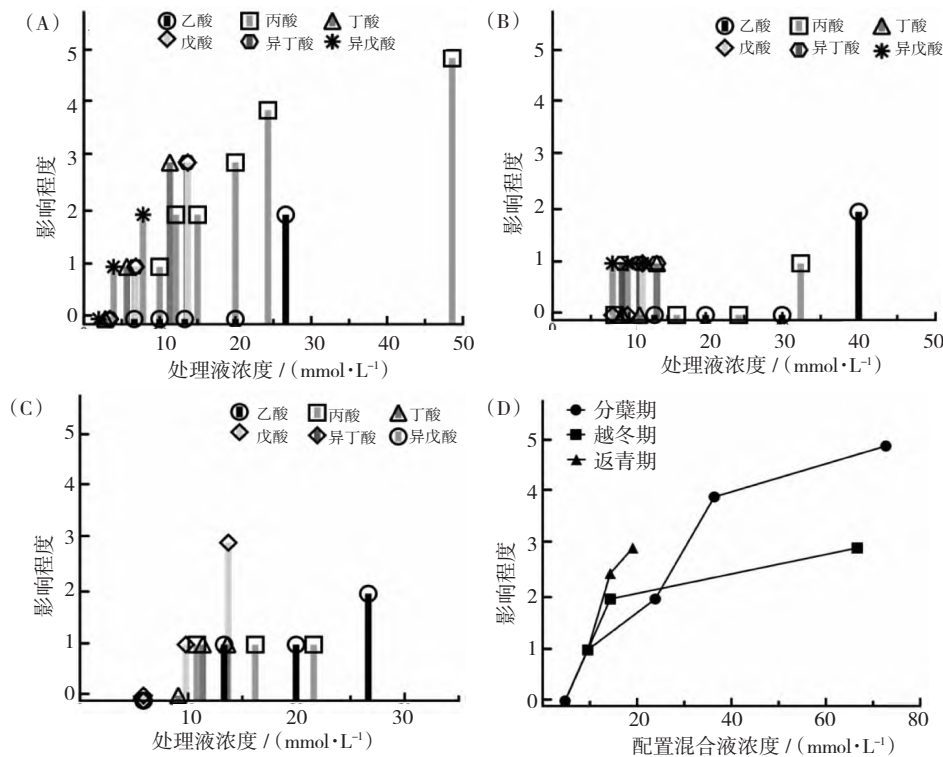 (A)
乙酸 丙酸 丁酸
戊酸 异丁酸 异戊酸
影响程度
5
4
3
2
1
0
10 20 30 40 50
处理液浓度 / (mmol·L⁻¹)
(B)
乙酸 丙酸 丁酸
戊酸 异丁酸 异戊酸
影响程度
5
4
3
2
1
0
10 20 30 40 50
处理液浓度 / (mmol·L⁻¹)
(C)
乙酸 丙酸 丁酸
戊酸 异丁酸 异戊酸
影响程度
5
4
3
2
1
0
10 20 30
处理液浓度 / (mmol·L⁻¹)
(D)
分蘖期
越冬期
返青期
影响程度
5
4
3
2
1
0
20 40 60 80
配置混合液浓度 / (mmol·L⁻¹)